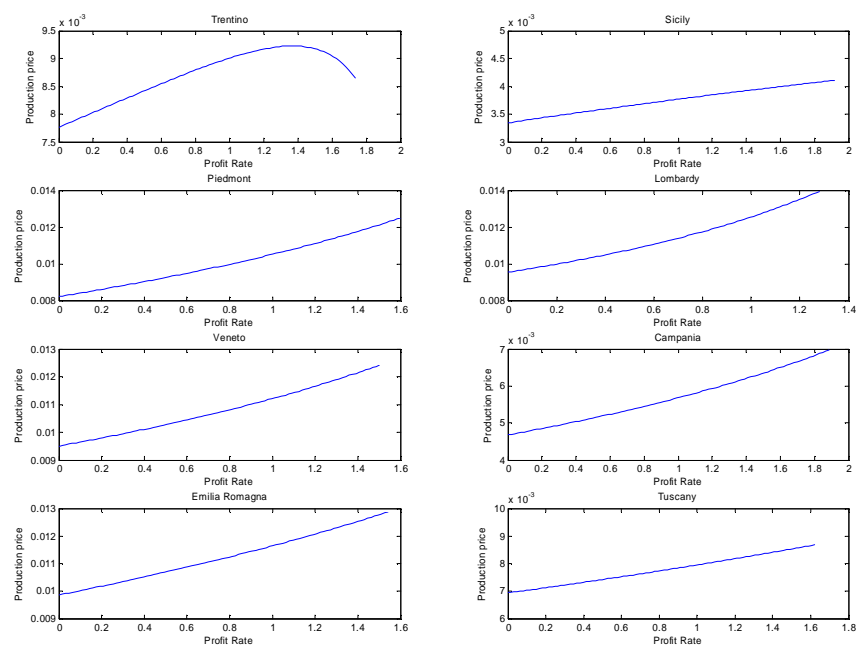 Trentino
x 10^-3
9.5
9
8.5
8
7.5
Production price
0 0.2 0.4 0.6 0.8 1 1.2 1.4 1.6 1.8 2
Profit Rate
Sicily
x 10^-3
5
4.5
4
3.5
3
Production price
0 0.2 0.4 0.6 0.8 1 1.2 1.4 1.6 1.8 2
Profit Rate
Piedmont
0.014
0.012
0.01
0.008
Production price
0 0.2 0.4 0.6 0.8 1 1.2 1.4 1.6
Profit Rate
Lombardy
0.014
0.012
0.01
0.008
Production price
0 0.2 0.4 0.6 0.8 1 1.2 1.4
Profit Rate
Veneto
0.013
0.012
0.011
0.01
0.009
Production price
0 0.2 0.4 0.6 0.8 1 1.2 1.4 1.6
Profit Rate
Campania
x 10^-3
7
6
5
4
Production price
0 0.2 0.4 0.6 0.8 1 1.2 1.4 1.6 1.8 2
Profit Rate
Emilia Romagna
0.013
0.012
0.011
0.01
0.009
Production price
0 0.2 0.4 0.6 0.8 1 1.2 1.4 1.6
Profit Rate
Tuscany
x 10^-3
10
9
8
7
6
Production price
0 0.2 0.4 0.6 0.8 1 1.2 1.4 1.6 1.8
Profit Rate